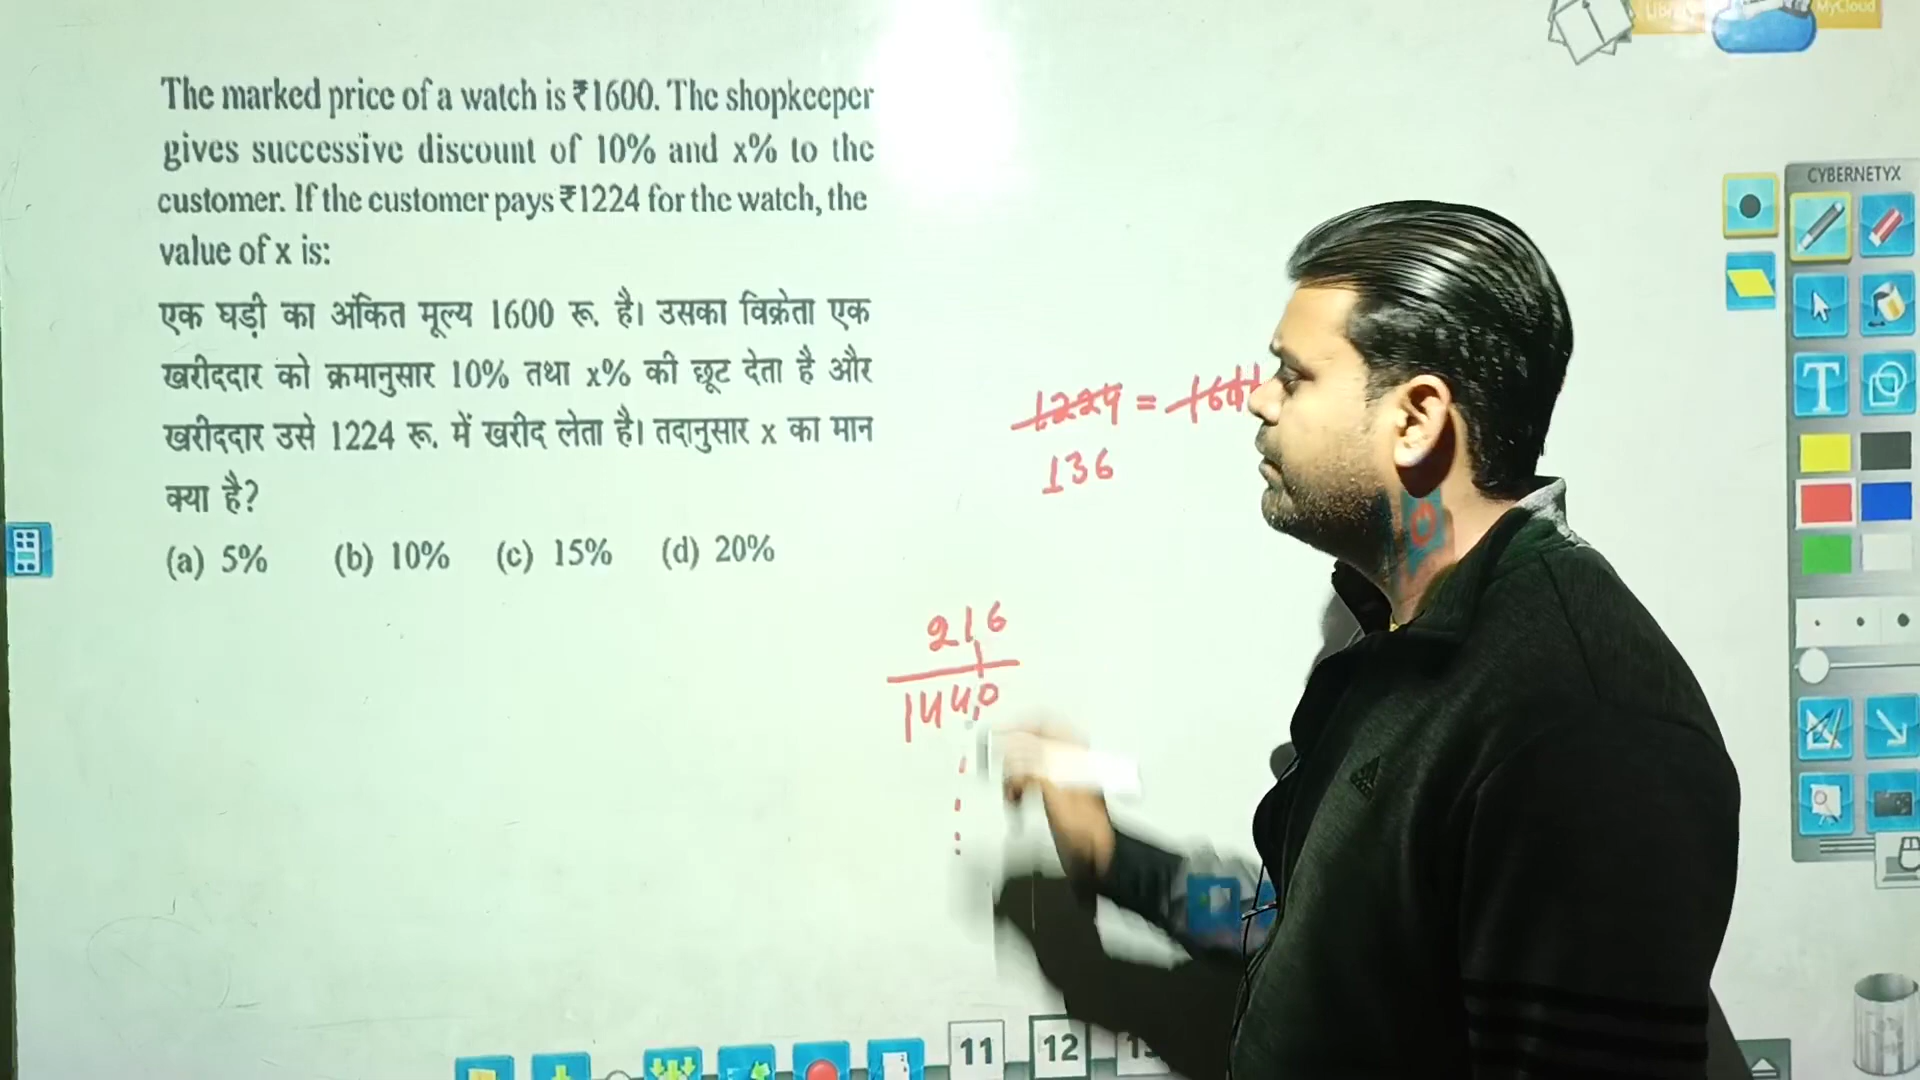 MyCloud
The marked price of a watch is ₹1600. The shopkeeper
gives successive discount of 10% and x% to the
customer. If the customer pays ₹1224 for the watch, the
value of x is:
एक घड़ी का अंकित मूल्य 1600 रू. है। उसका विक्रेता एक
खरीददार को क्रमानुसार 10% तथा x% की छूट देता है और
खरीददार उसे 1224 रू. में खरीद लेता है। तदानुसार x का मान
क्या है?
(a) 5% (b) 10% (c) 15% (d) 20%
1224 =
136
216
1440
CYBERNETYX
T
11 12